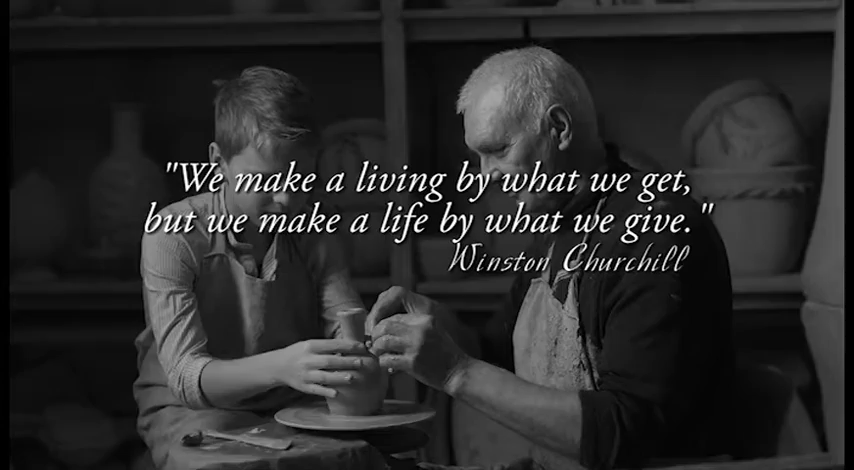 "We make a living by what we get,
but we make a life by what we give."
Winston Churchill